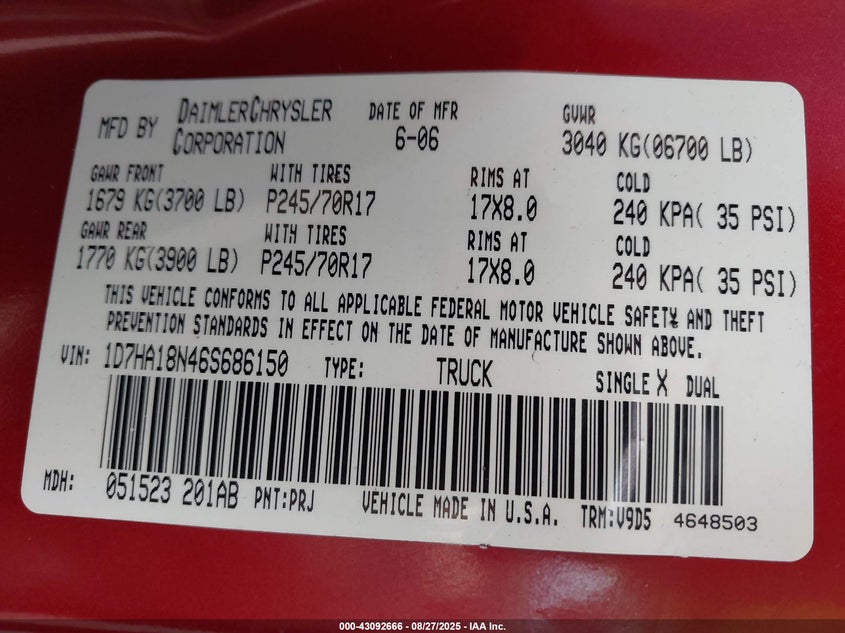 MFD BY DAIMLERCHRYSLER CORPORATION DATE OF MFR 6-06 GVWR 3040 KG(06700 LB)
GAWR FRONT WITH TIRES RIMS AT COLD
1679 KG(3700 LB) P245/70R17 17X8.0 240 KPA( 35 PSI)
GAWR REAR WITH TIRES RIMS AT COLD
1770 KG(3900 LB) P245/70R17 17X8.0 240 KPA( 35 PSI)
THIS VEHICLE CONFORMS TO ALL APPLICABLE FEDERAL MOTOR VEHICLE SAFETY AND THEFT
PREVENTION STANDARDS IN EFFECT ON THE DATE OF MANUFACTURE SHOWN ABOVE.
VIN: 1D7HA18N46S686150 TYPE: TRUCK SINGLE X DUAL
MDH: 051523 201AB PNT:PRJ VEHICLE MADE IN U.S.A. TRM:V9D5 4648503
000-43092666 - 08/27/2025 - IAA Inc.